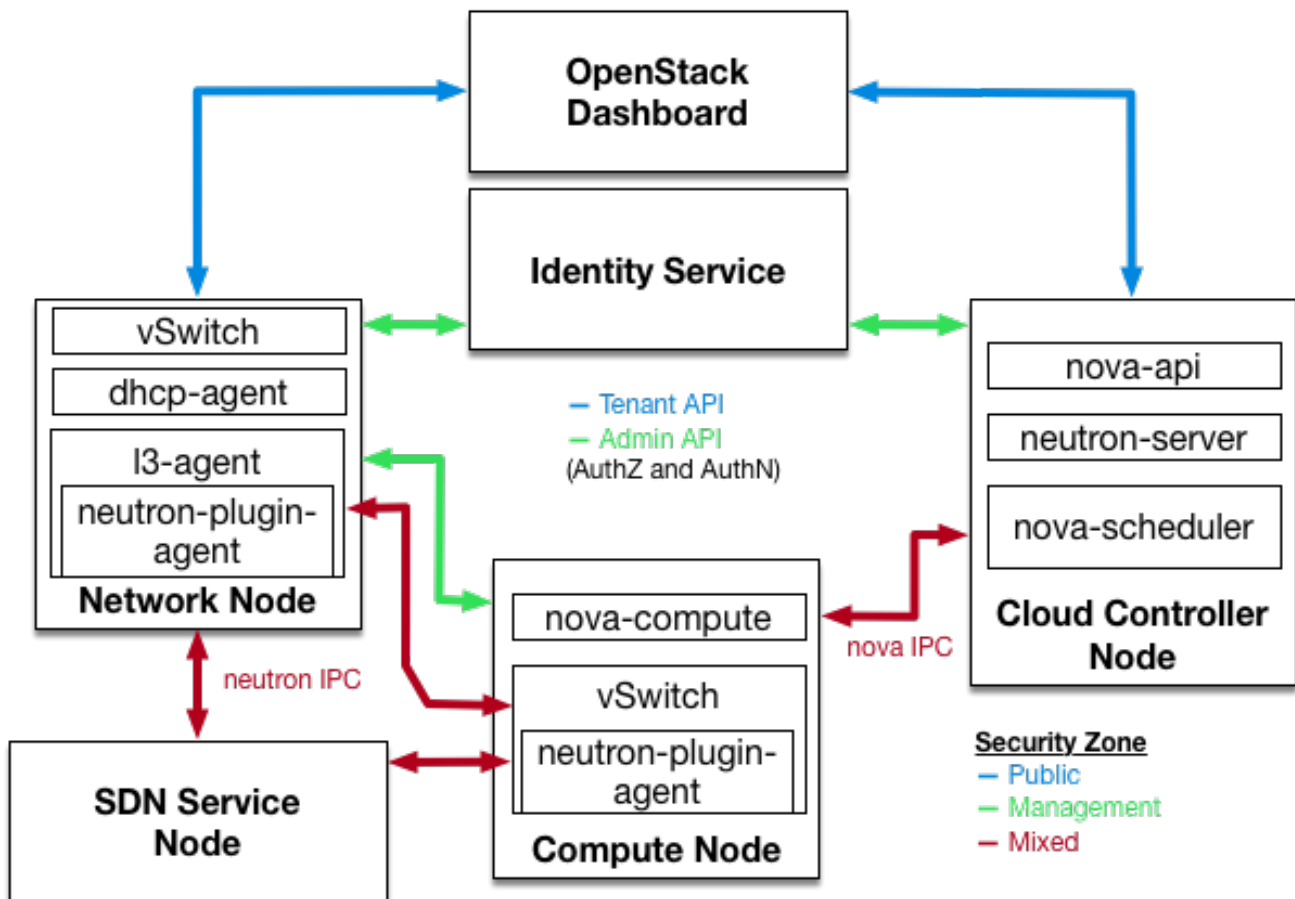 OpenStack
Dashboard
Identity Service
vSwitch
dhcp-agent
l3-agent
neutron-plugin-
agent
Network Node
— Tenant API
— Admin API
(AuthZ and AuthN)
nova-api
neutron-server
nova-scheduler
Cloud Controller
Node
nova-compute
vSwitch
neutron-plugin-
agent
Compute Node
nova IPC
neutron IPC
SDN Service
Node
Security Zone
— Public
— Management
— Mixed